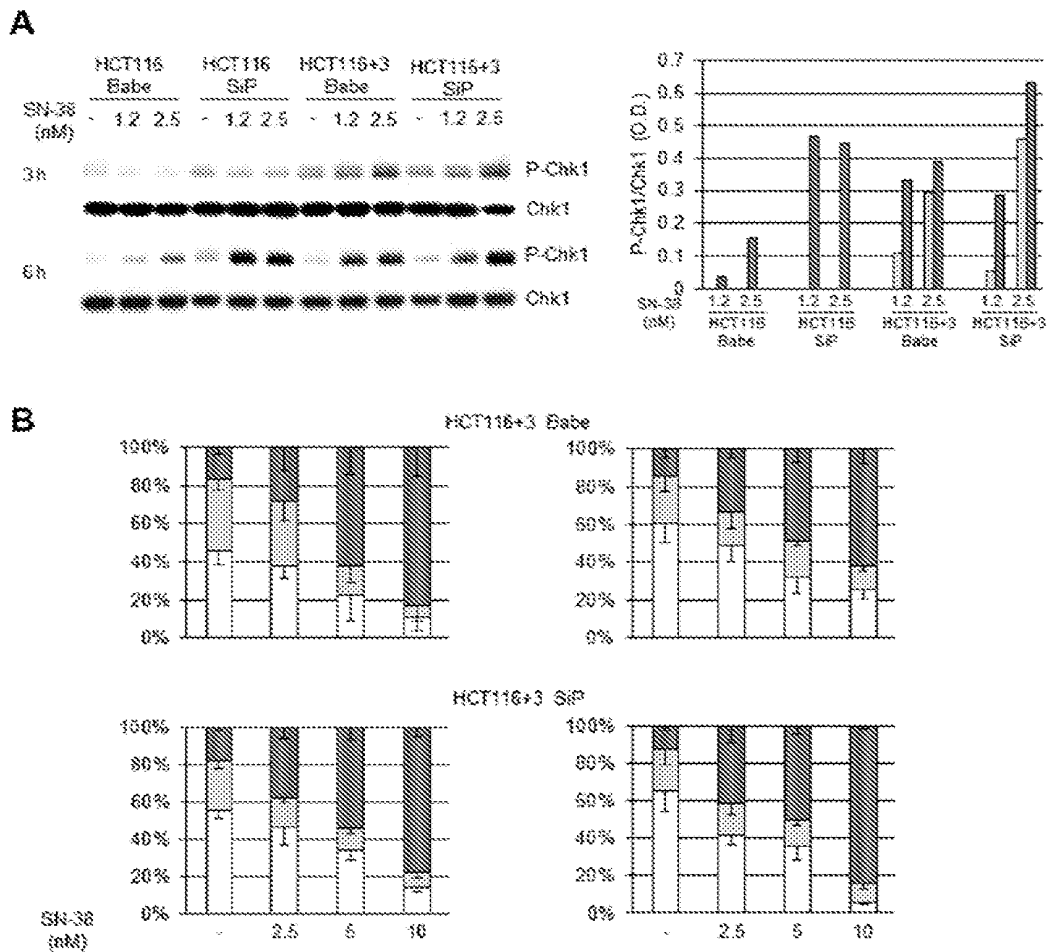 A
HCT116 HCT116 HCT116+3 HCT116+3
Babe SiP Babe SiP
SN-38 - 1.2 2.5 - 1.2 2.5 - 1.2 2.5 - 1.2 2.5
(nM)
3h P-Chk1
Chk1
6h P-Chk1
Chk1
P-Chk1/Chk1 (O.D.)
0.7
0.6
0.5
0.4
0.3
0.2
0.1
0
SN-38 1.2 2.5 1.2 2.5 1.2 2.5 1.2 2.5
(nM) HCT116 HCT116 HCT116+3 HCT116+3
Babe SiP Babe SiP
B
HCT116+3 Babe
100% 100%
80% 80%
60% 60%
40% 40%
20% 20%
0% 0%
HCT116+3 SiP
100% 100%
80% 80%
60% 60%
40% 40%
20% 20%
0% 0%
SN-38 - 2.5 5 10 - 2.5 5 10
(nM)